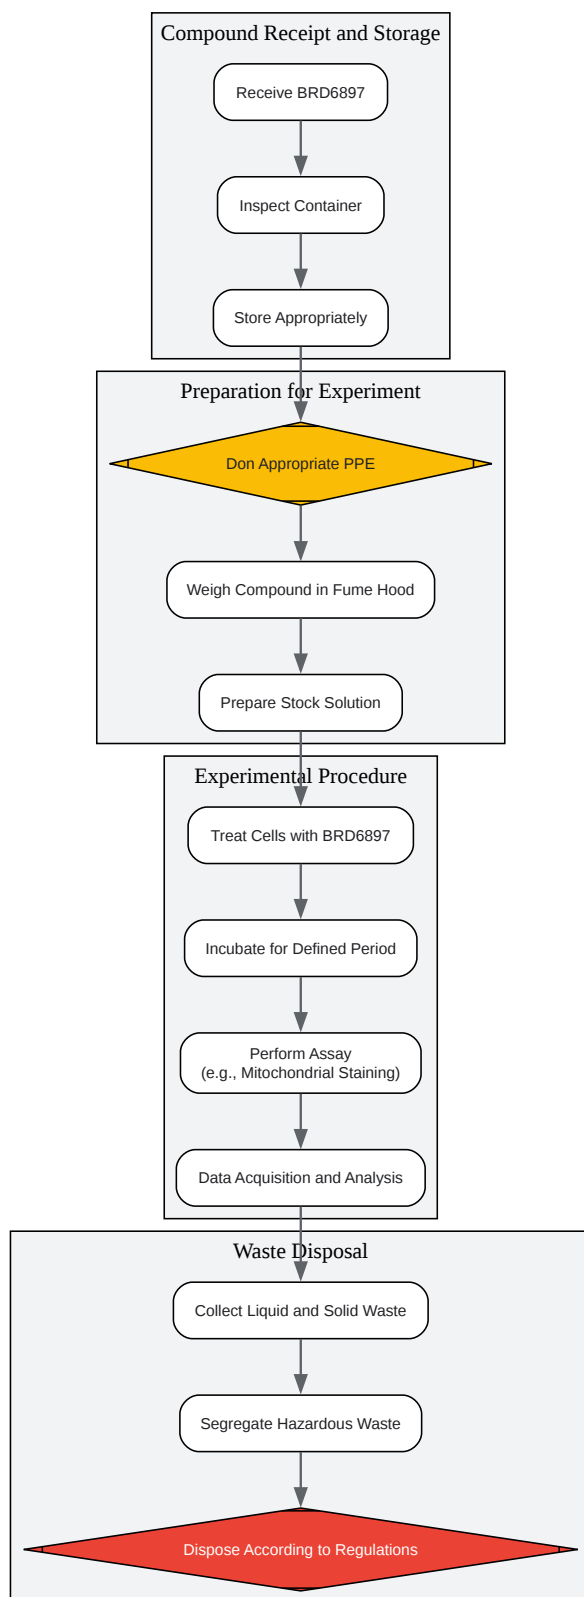 Compound Receipt and Storage
Receive BRD6897
Inspect Container
Store Appropriately
Preparation for Experiment
Don Appropriate PPE
Weigh Compound in Fume Hood
Prepare Stock Solution
Experimental Procedure
Treat Cells with BRD6897
Incubate for Defined Period
Perform Assay
(e.g., Mitochondrial Staining)
Data Acquisition and Analysis
Waste Disposal
Collect Liquid and Solid Waste
Segregate Hazardous Waste
Dispose According to Regulations